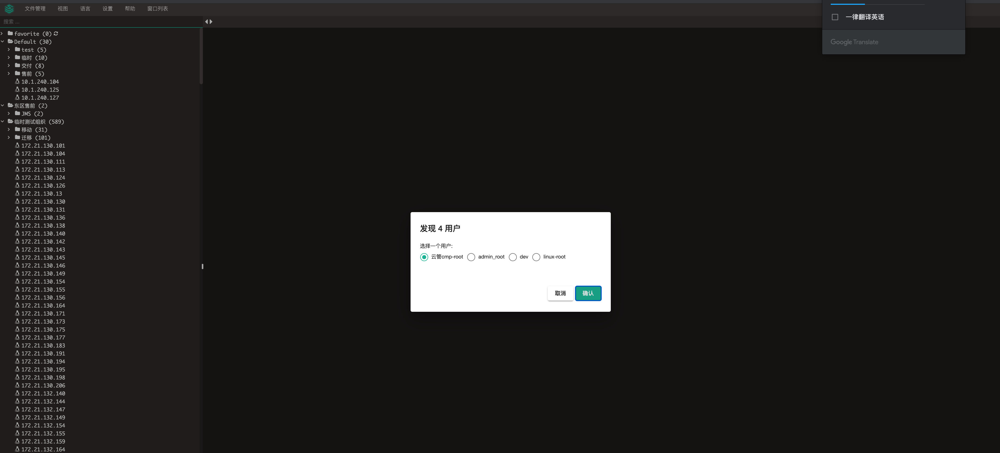 文件管理 视图 语言 设置 帮助 窗口列表
搜索 ...
一律翻译英语
Google Translate
favorite (0)
Default (30)
test (5)
临时 (10)
交付 (8)
售前 (5)
10.1.240.104
10.1.240.125
10.1.240.127
东区售前 (2)
JMS (2)
临时测试组织 (589)
移动 (31)
迁移 (101)
172.21.130.101
172.21.130.104
172.21.130.111
172.21.130.113
172.21.130.124
172.21.130.126
172.21.130.13
172.21.130.130
172.21.130.131
172.21.130.136
172.21.130.138
172.21.130.140
172.21.130.142
172.21.130.143
172.21.130.145
172.21.130.146
172.21.130.149
172.21.130.154
172.21.130.155
172.21.130.156
172.21.130.164
172.21.130.171
172.21.130.173
172.21.130.175
172.21.130.177
172.21.130.183
172.21.130.191
172.21.130.194
172.21.130.195
172.21.130.198
172.21.130.206
172.21.132.140
172.21.132.144
172.21.132.147
172.21.132.149
172.21.132.154
172.21.132.155
172.21.132.159
172.21.132.164
发现 4 用户
选择一个用户:
云管cmp-root admin_root dev linux-root
取消 确认